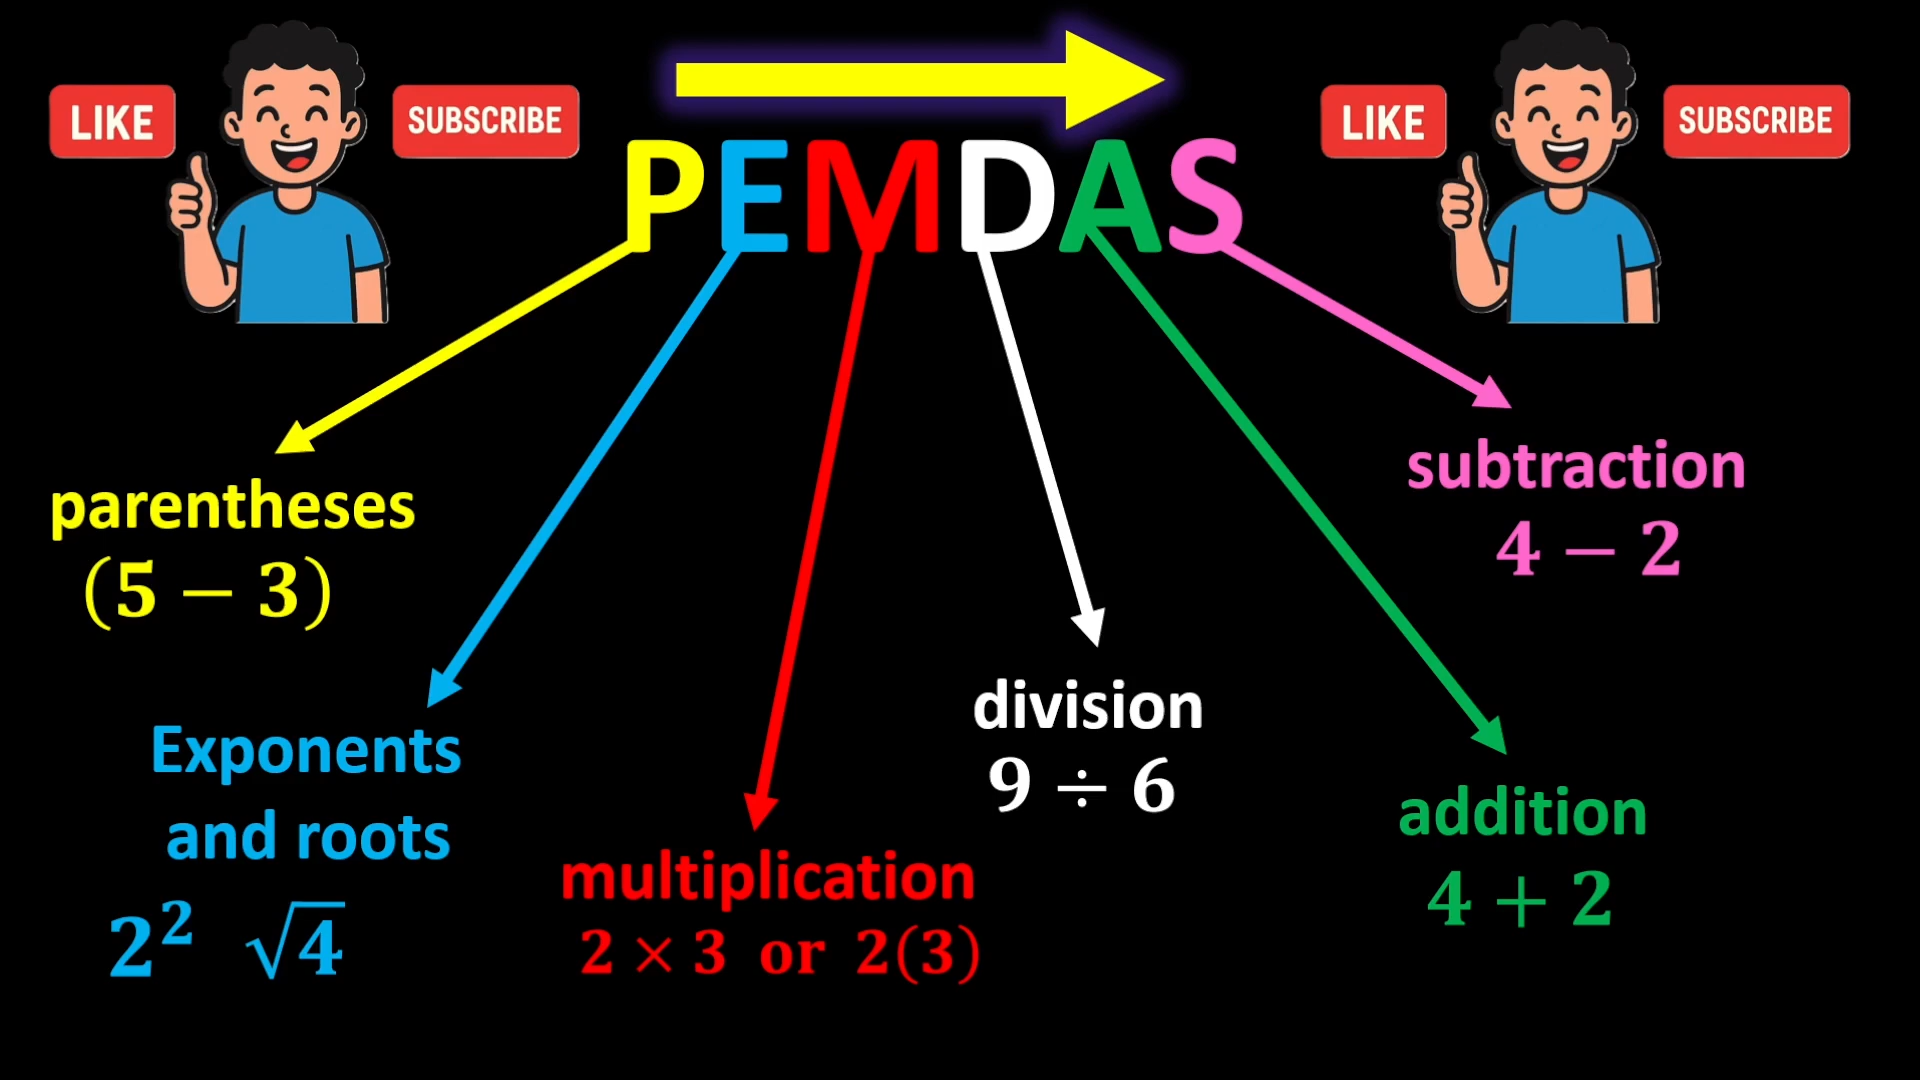 LIKE
SUBSCRIBE
LIKE
SUBSCRIBE
PEMDAS
parentheses
(5 − 3)
Exponents
and roots
2² √4
multiplication
2 × 3 or 2(3)
division
9 ÷ 6
addition
4 + 2
subtraction
4 − 2